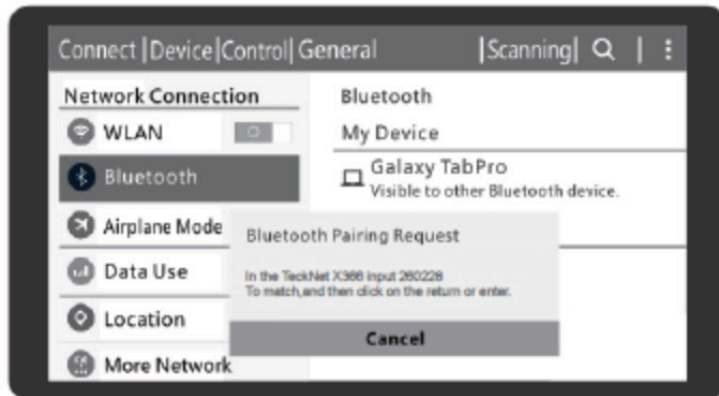 Connect |Device|Control| General |Scanning| |
Network Connection
WLAN
Bluetooth
Airplane Mode
Data Use
Location
More Network
Bluetooth
My Device
Galaxy TabPro
Visible to other Bluetooth device.
Bluetooth Pairing Request
In the TeckNet X366 input 260228
To match,and then click on the return or enter.
Cancel